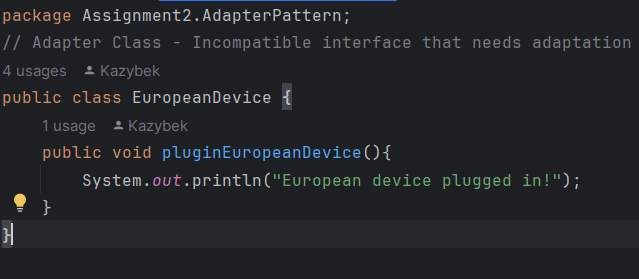 package Assignment2.AdapterPattern;
// Adapter Class - Incompatible interface that needs adaptation
4 usages Kazybek
public class EuropeanDevice {
1 usage Kazybek
public void pluginEuropeanDevice(){
System.out.println("European device plugged in!");
}
}